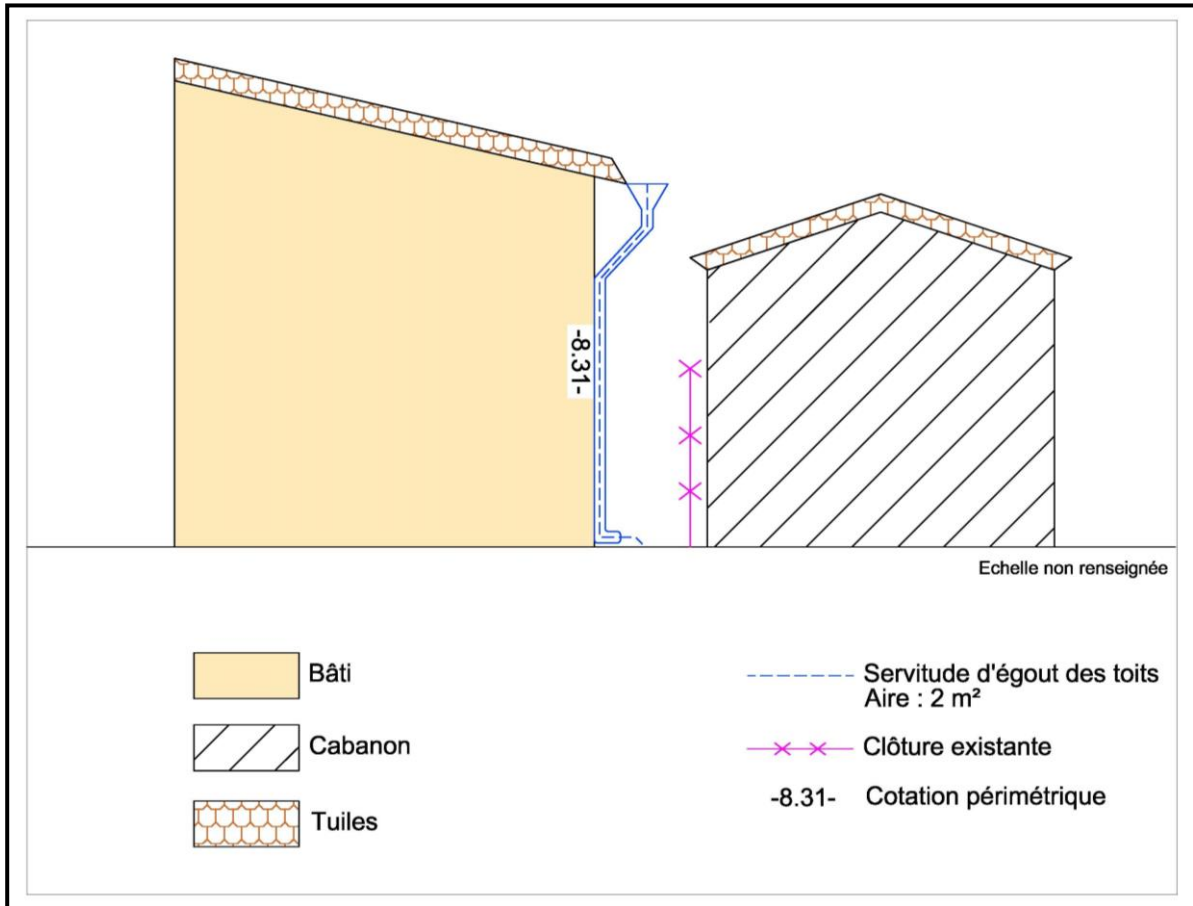 -8.31-
Echelle non renseignée
Bâti
Cabanon
Tuiles
Servitude d'égout des toits
Aire : 2 m²
Clôture existante
-8.31- Cotation périmétrique